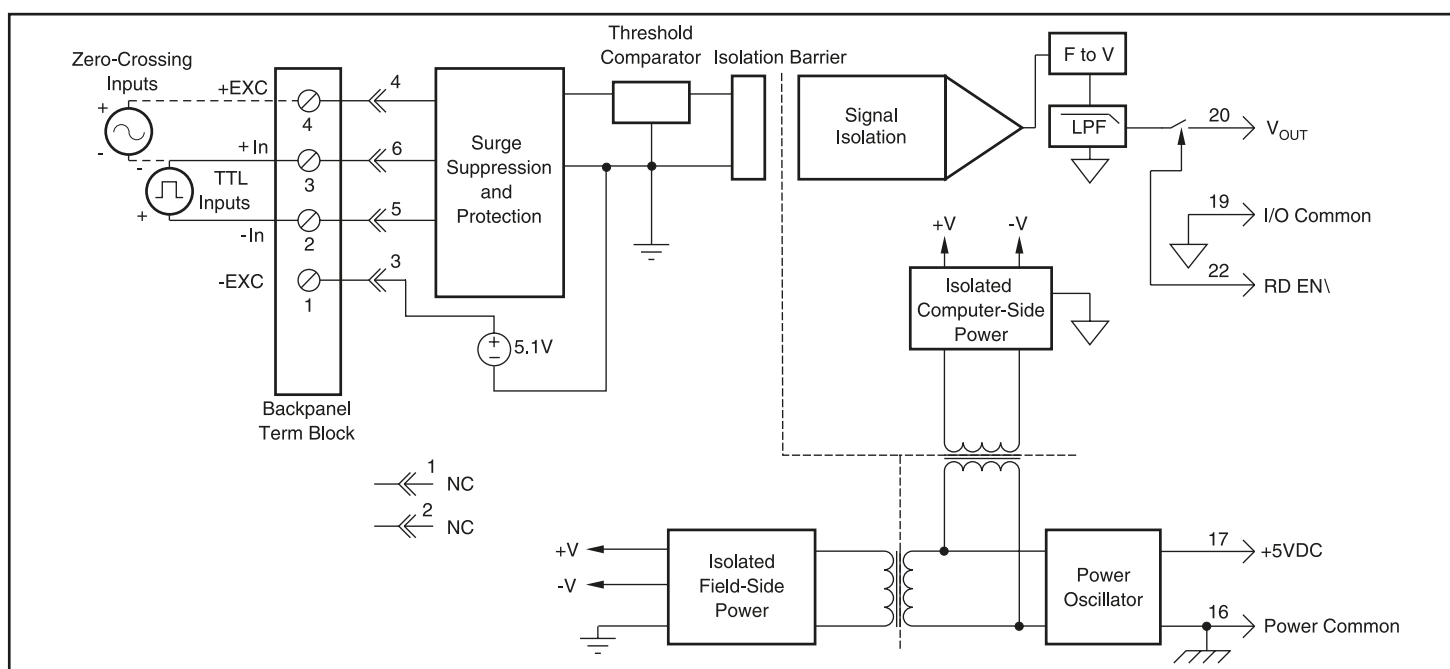 Zero-Crossing
Inputs
+EXC
4
4
+
-
+ In
6
3
-
TTL
Inputs
+
5
-In
2
3
-EXC
1
Backpanel
Term Block
Surge
Suppression
and
Protection
+
−
5.1V
Threshold
Comparator
Isolation Barrier
Signal
Isolation
F to V
LPF
20
VOUT
19
I/O Common
22
RD EN\
+V
-V
Isolated
Computer-Side
Power
1
NC
2
NC
+V
-V
Isolated
Field-Side
Power
Power
Oscillator
17
+5VDC
16
Power Common